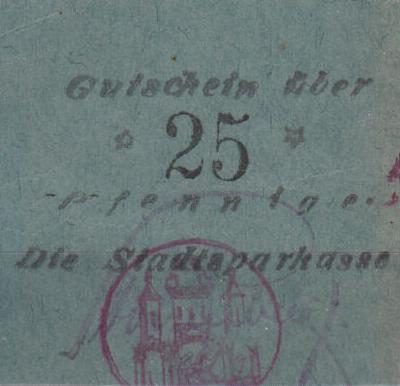 Gutschein über
* 25 *
Pfennige.
Die Stadtsparkasse